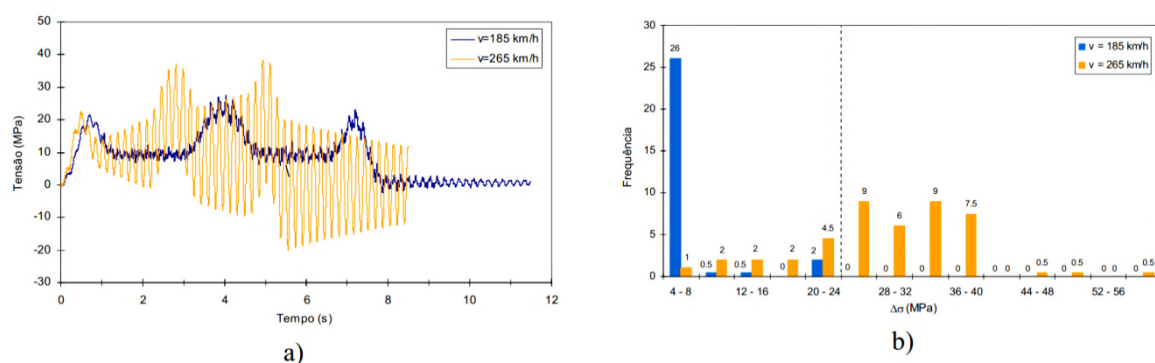 50
40
30
20
10
0
-10
-20
-30
Tensão (MPa)
v=185 km/h
v=265 km/h
0 2 4 6 8 10 12
Tempo (s)
a)
30
25
20
15
10
5
0
Frequência
v = 185 km/h
v = 265 km/h
26 1 0.5 2 0.5 2 0 2 2 4.5 0 9 0 6 0 9 0 7.5 0 0 0 0.5 0 0.5 0 0 0 0.5
4 - 8 12 - 16 20 - 24 28 - 32 36 - 40 44 - 48 52 - 56
Δσ (MPa)
b)